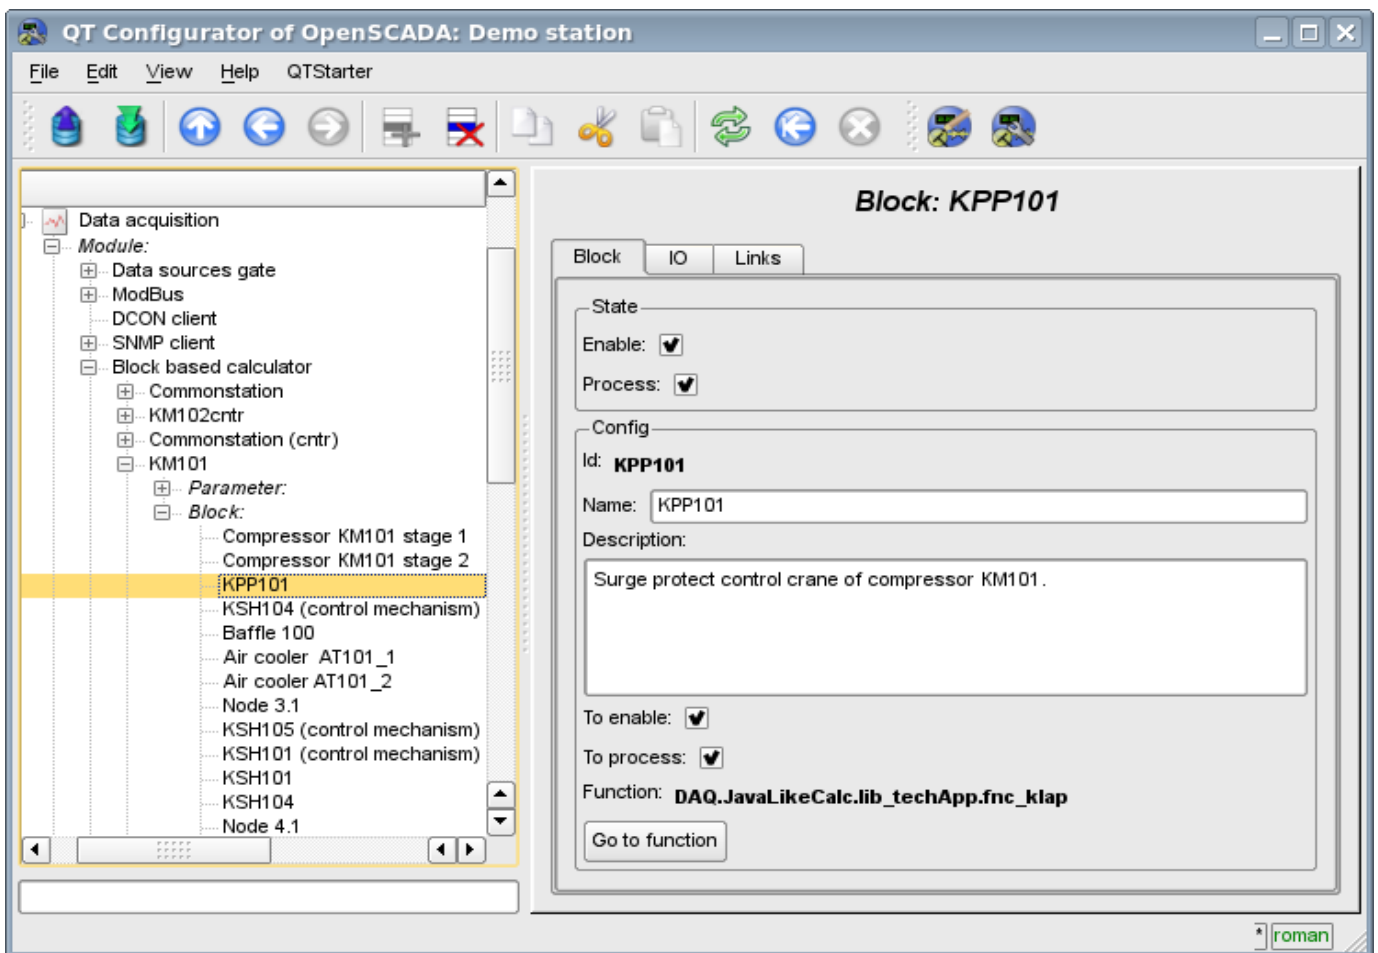 QT Configurator of OpenSCADA: Demo station
File Edit View Help QTStarter
Data acquisition
Module:
Data sources gate
ModBus
DCON client
SNMP client
Block based calculator
Commonstation
KM102cntr
Commonstation (cntr)
KM101
Parameter:
Block:
Compressor KM101 stage 1
Compressor KM101 stage 2
KPP101
KSH104 (control mechanism)
Baffle 100
Air cooler  AT101_1
Air cooler AT101_2
Node 3.1
KSH105 (control mechanism)
KSH101 (control mechanism)
KSH101
KSH104
Node 4.1
Block: KPP101
Block IO Links
State
Enable:
Process:
Config
Id: KPP101
Name: KPP101
Description:
Surge protect control crane of compressor KM101.
To enable:
To process:
Function: DAQ.JavaLikeCalc.lib_techApp.fnc_klap
Go to function
* roman